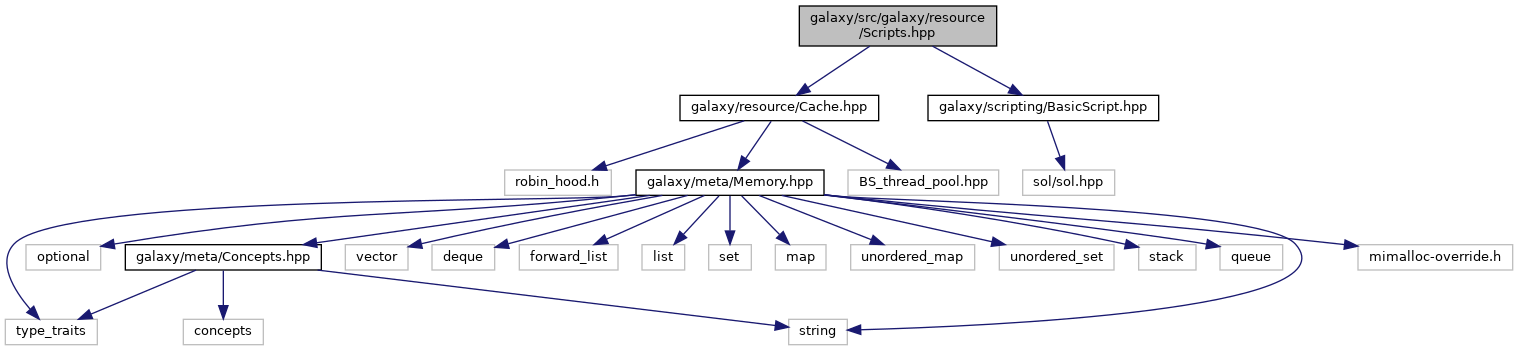 galaxy/src/galaxy/resource
/Scripts.hpp
galaxy/resource/Cache.hpp
galaxy/scripting/BasicScript.hpp
robin_hood.h
galaxy/meta/Memory.hpp
BS_thread_pool.hpp
sol/sol.hpp
optional
galaxy/meta/Concepts.hpp
vector
deque
forward_list
list
set
map
unordered_map
unordered_set
stack
queue
mimalloc-override.h
type_traits
concepts
string